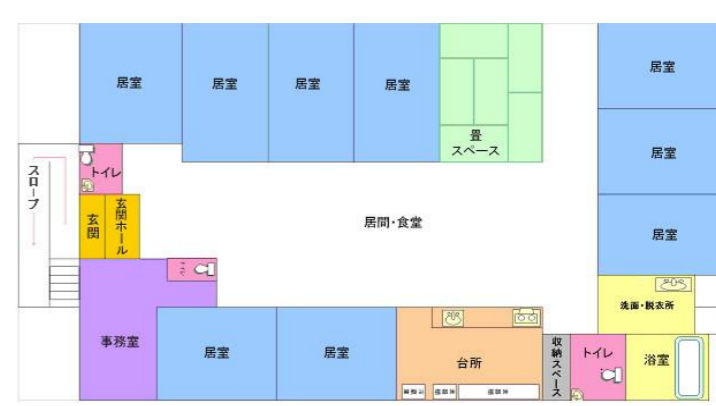 居室
居室
居室
居室
居室
畳
スペース
居室
トイレ
スロープ
玄関
玄関ホール
居間・食堂
居室
トイレ
洗面・脱衣所
事務室
居室
居室
台所
収納スペース
トイレ
浴室